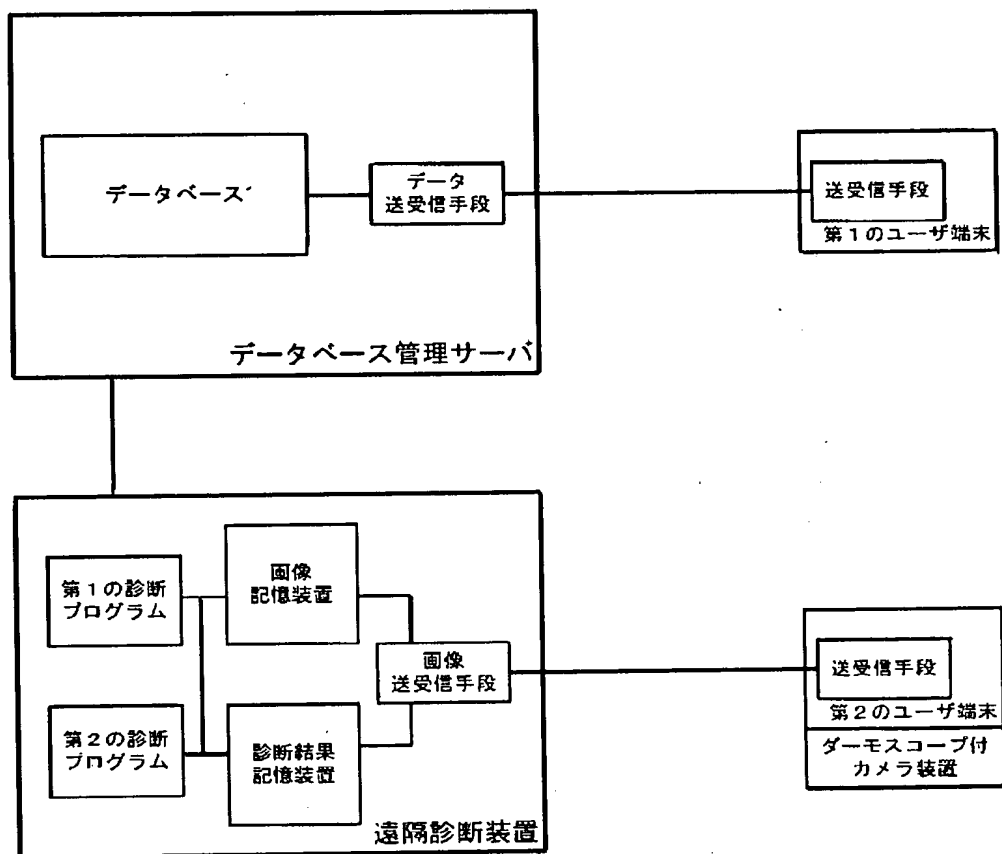 データベース
データ
送受信手段
送受信手段
第1のユーザ端末
データベース管理サーバ
第1の診断
プログラム
画像
記憶装置
画像
送受信手段
第2の診断
プログラム
診断結果
記憶装置
遠隔診断装置
送受信手段
第2のユーザ端末
ダーモスコープ付
カメラ装置